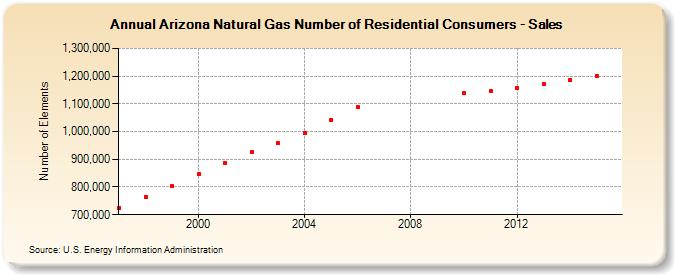 Annual Arizona Natural Gas Number of Residential Consumers - Sales
Number of Elements
1,300,000
1,200,000
1,100,000
1,000,000
900,000
800,000
700,000
2000 2004 2008 2012
Source: U.S. Energy Information Administration